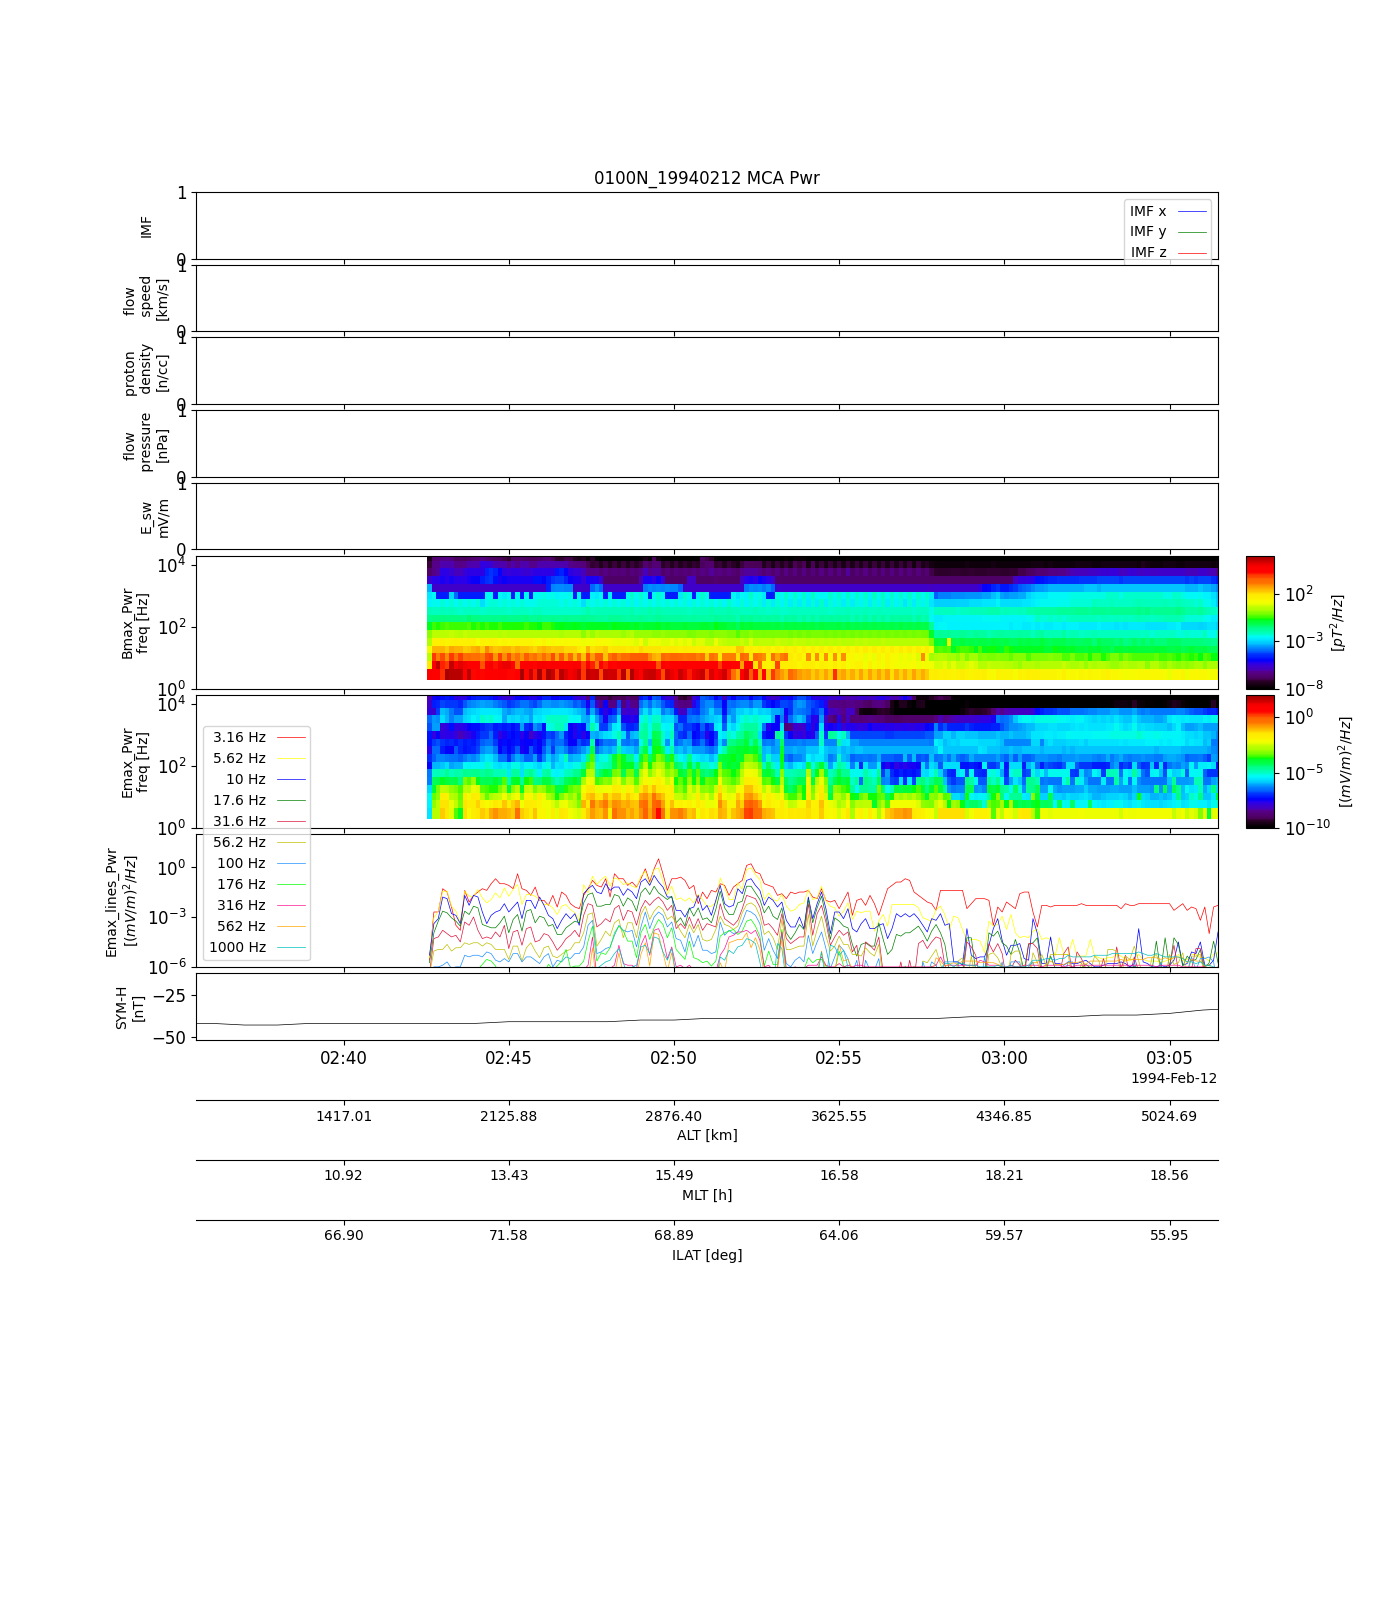 0100N_19940212 MCA Pwr
1
IMF
0
IMF x
IMF y
IMF z
1
flow
speed
[km/s]
0
1
proton
density
[n/cc]
0
1
flow
pressure
[nPa]
0
1
E_sw
mV/m
0
10^4
10^2
10^0
Bmax_Pwr
freq [Hz]
10^2
10^-3
10^-8
[pT^2/Hz]
10^4
10^2
10^0
Emax_Pwr
freq [Hz]
10^0
10^-5
10^-10
[(mV/m)^2/Hz]
3.16 Hz
5.62 Hz
10 Hz
17.6 Hz
31.6 Hz
56.2 Hz
100 Hz
176 Hz
316 Hz
562 Hz
1000 Hz
10^0
10^-3
10^-6
Emax_lines_Pwr
[(mV/m)^2/Hz]
SYM-H
[nT]
−25
−50
02:40 02:45 02:50 02:55 03:00 03:05
1994-Feb-12
1417.01 2125.88 2876.40 3625.55 4346.85 5024.69
ALT [km]
10.92 13.43 15.49 16.58 18.21 18.56
MLT [h]
66.90 71.58 68.89 64.06 59.57 55.95
ILAT [deg]